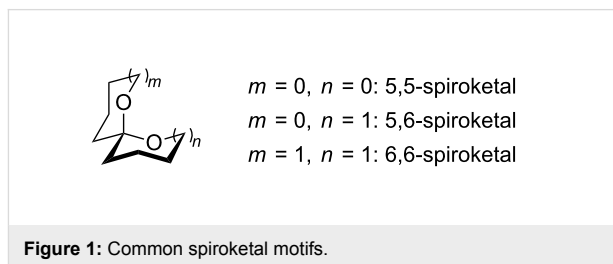 ( )m
O
O ( )n
m = 0, n = 0: 5,5-spiroketal
m = 0, n = 1: 5,6-spiroketal
m = 1, n = 1: 6,6-spiroketal
Figure 1: Common spiroketal motifs.